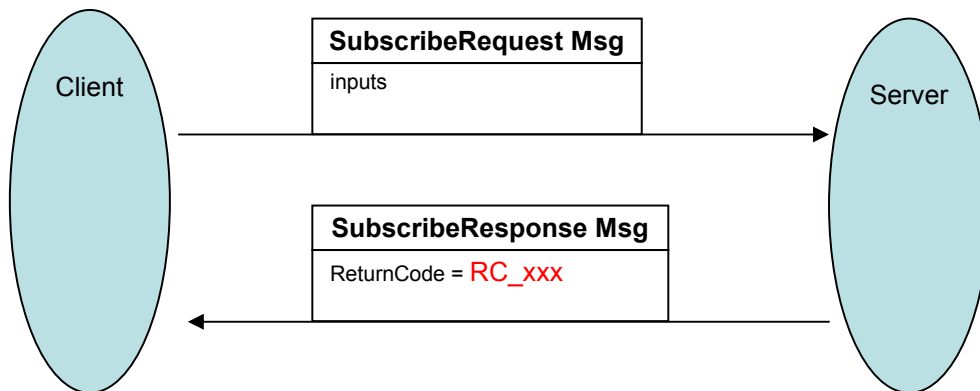 SubscribeRequest Msg
inputs
Client
Server
SubscribeResponse Msg
ReturnCode = RC_xxx